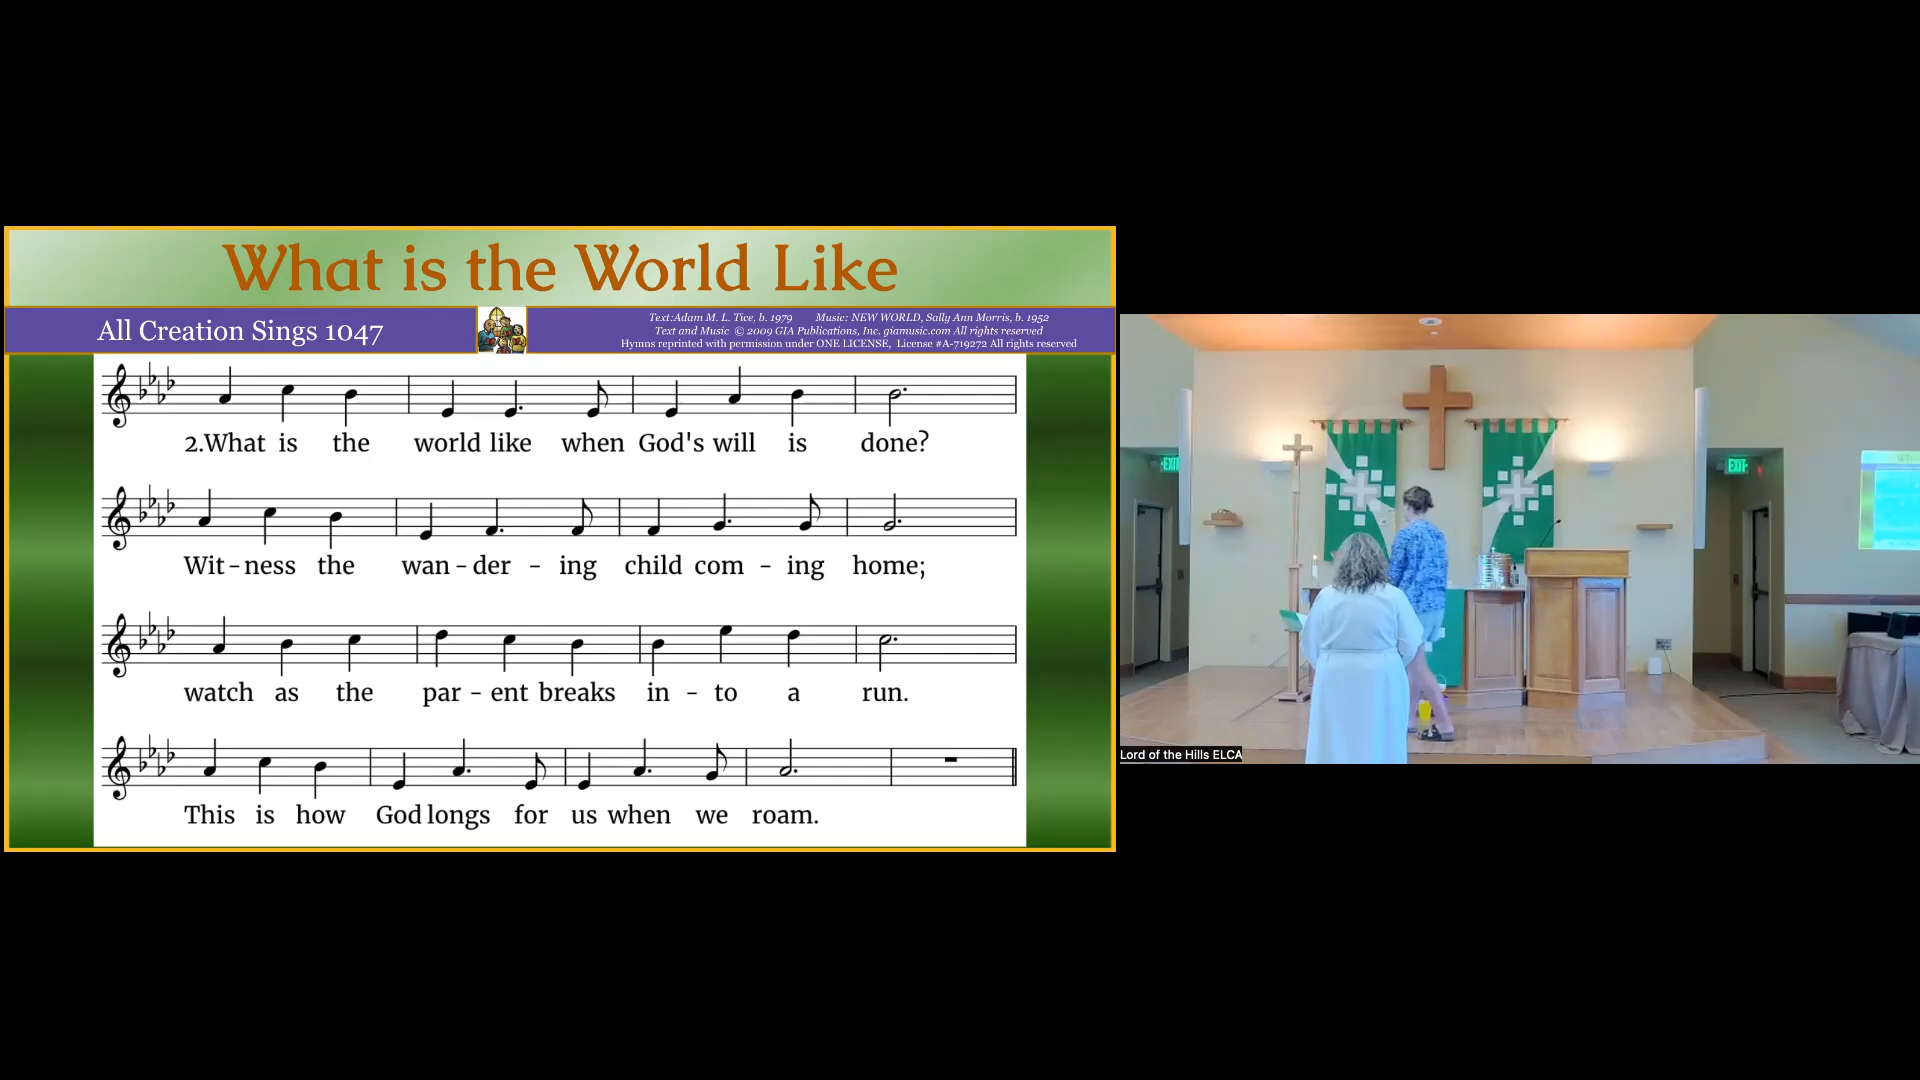 What is the World Like
All Creation Sings 1047
Text:Adam M. L. Tice, b. 1979 Music: NEW WORLD, Sally Ann Morris, b. 1952
Text and Music © 2009 GIA Publications, Inc. giamusic.com All rights reserved
Hymns reprinted with permission under ONE LICENSE, License #A-719272 All rights reserved
2.What is the world like when God's will is done?
Wit-ness the wan-der-ing child com-ing home;
watch as the par-ent breaks in-to a run.
This is how God longs for us when we roam.
EXIT
EXIT
Lord of the Hills ELCA